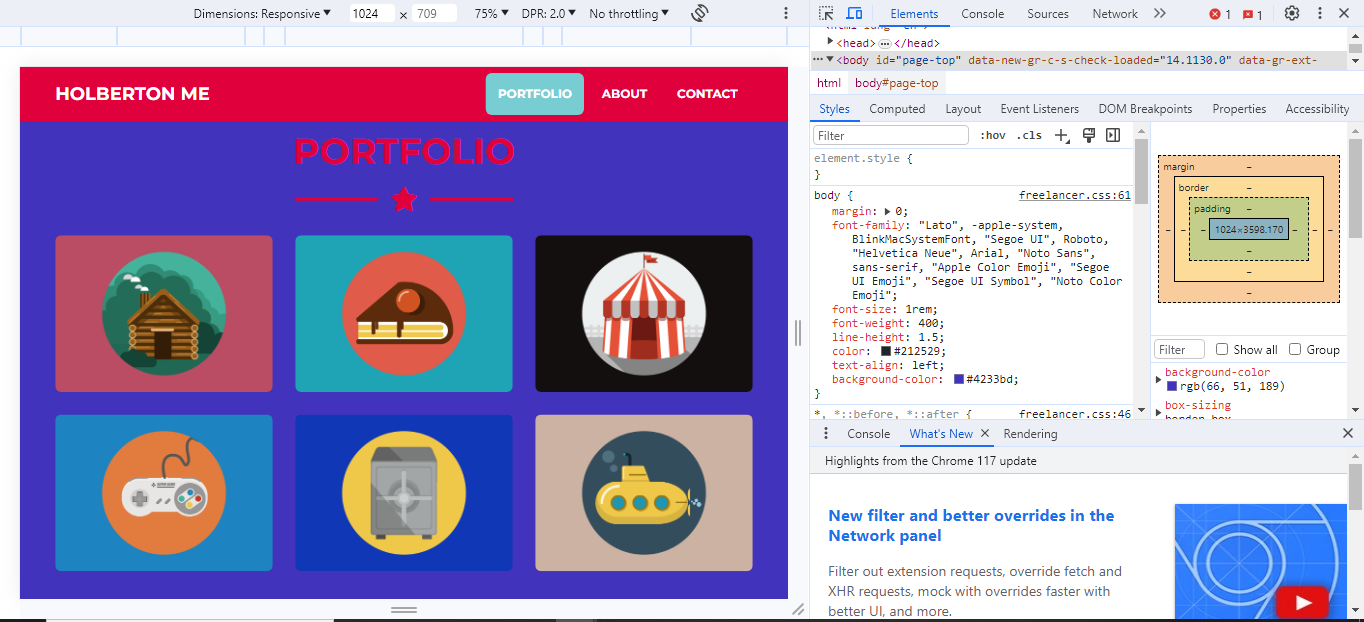 Dimensions: Responsive ▼ 1024 x 709 75% ▼ DPR: 2.0 ▼ No throttling ▼
Elements Console Sources Network 1 1
<head> ••• </head>
<body id="page-top" data-new-gr-c-s-check-loaded="14.1130.0" data-gr-ext-
html body#page-top
Styles Computed Layout Event Listeners DOM Breakpoints Properties Accessibility
Filter :hov .cls
element.style {
}
body { freelancer.css:61
margin: ▶ 0;
font-family: "Lato", -apple-system,
BlinkMacSystemFont, "Segoe UI", Roboto,
"Helvetica Neue", Arial, "Noto Sans",
sans-serif, "Apple Color Emoji", "Segoe
UI Emoji", "Segoe UI Symbol", "Noto Color
Emoji";
font-size: 1rem;
font-weight: 400;
line-height: 1.5;
color: #212529;
text-align: left;
background-color: #4233bd;
}
*, *::before, *::after { freelancer.css:46
margin –
border –
padding –
– – – 1024×3598.170 – – –
–
–
–
Filter Show all Group
background-color
rgb(66, 51, 189)
box-sizing
border-box
HOLBERTON ME PORTFOLIO ABOUT CONTACT
PORTFOLIO
Console What's New Rendering
Highlights from the Chrome 117 update
New filter and better overrides in the
Network panel
Filter out extension requests, override fetch and
XHR requests, mock with overrides faster with
better UI, and more.